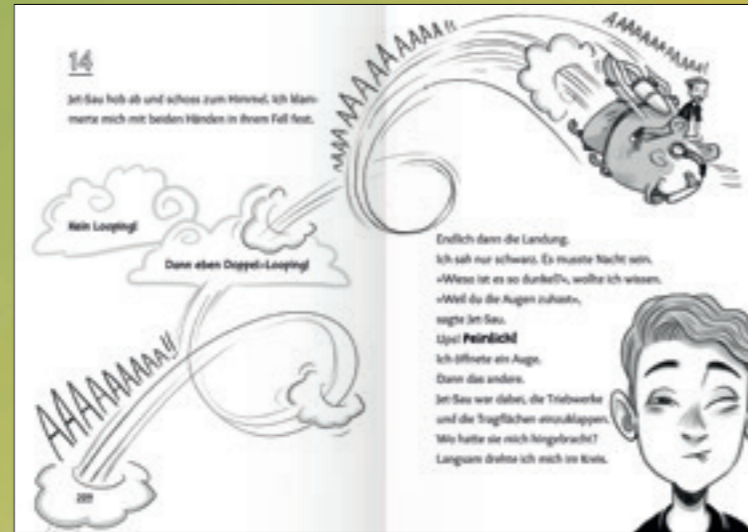 14
Jet-Sau hob ab und schoss zum Himmel. Ich klam-
merte mich mit beiden Händen in ihrem Fell fest.
Kein Looping!
Dann eben Doppel-Looping!
Endlich dann die Landung.
Ich sah nur schwarz. Es musste Nacht sein.
«Wieso ist es so dunkel?», wollte ich wissen.
«Weil du die Augen zuhast»,
sagte Jet-Sau.
Ups! Peinlich!
Ich öffnete ein Auge.
Dann das andere.
Jet-Sau war dabei, die Triebwerke
und die Tragflächen einzuklappen.
Wo hatte sie mich hingebracht?
Langsam drehte ich mich im Kreis.